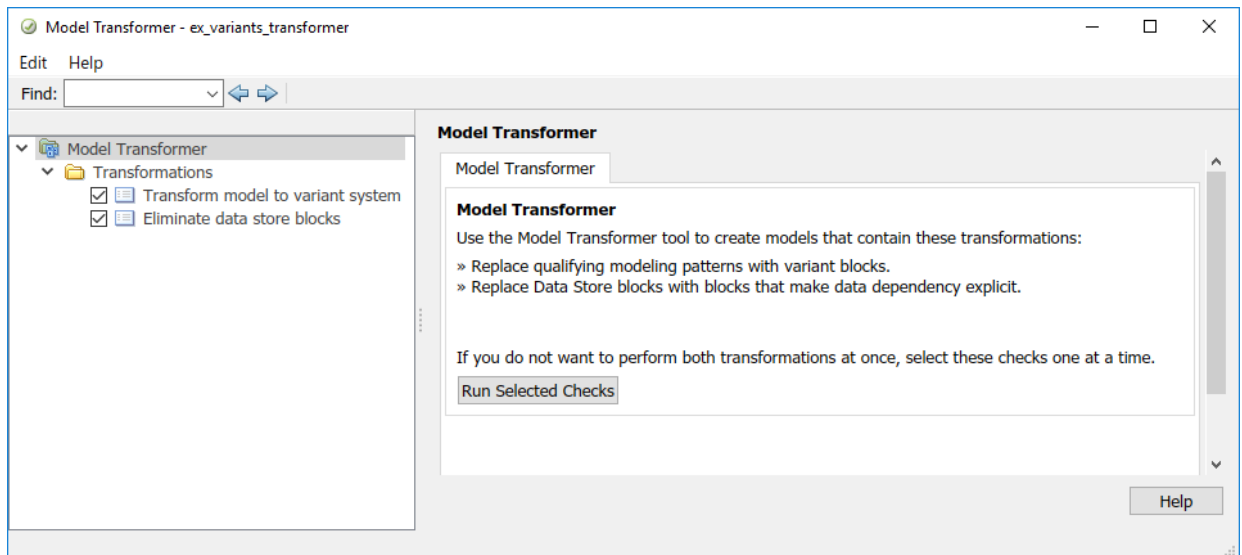 Model Transformer - ex_variants_transformer
Edit Help
Find:
Model Transformer
Transformations
Transform model to variant system
Eliminate data store blocks
Model Transformer
Model Transformer
Model Transformer
Use the Model Transformer tool to create models that contain these transformations:
» Replace qualifying modeling patterns with variant blocks.
» Replace Data Store blocks with blocks that make data dependency explicit.
If you do not want to perform both transformations at once, select these checks one at a time.
Run Selected Checks
Help